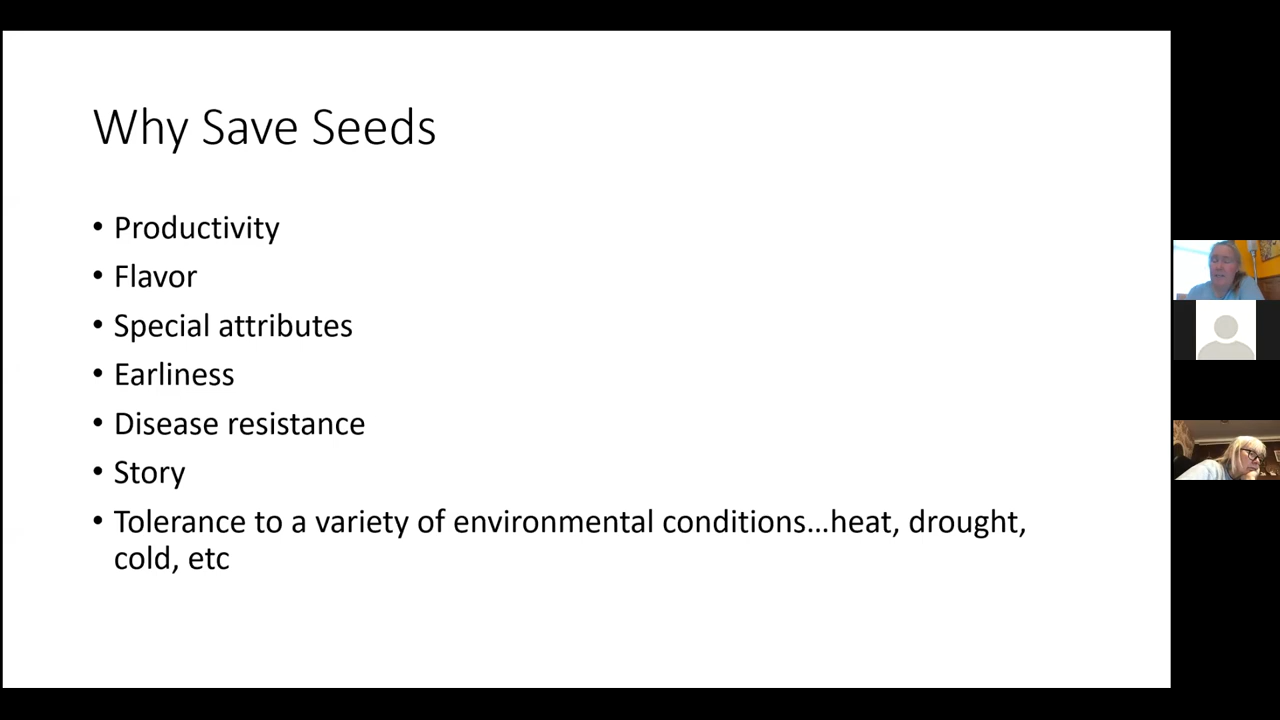 Why Save Seeds
• Productivity
• Flavor
• Special attributes
• Earliness
• Disease resistance
• Story
• Tolerance to a variety of environmental conditions...heat, drought,
cold, etc